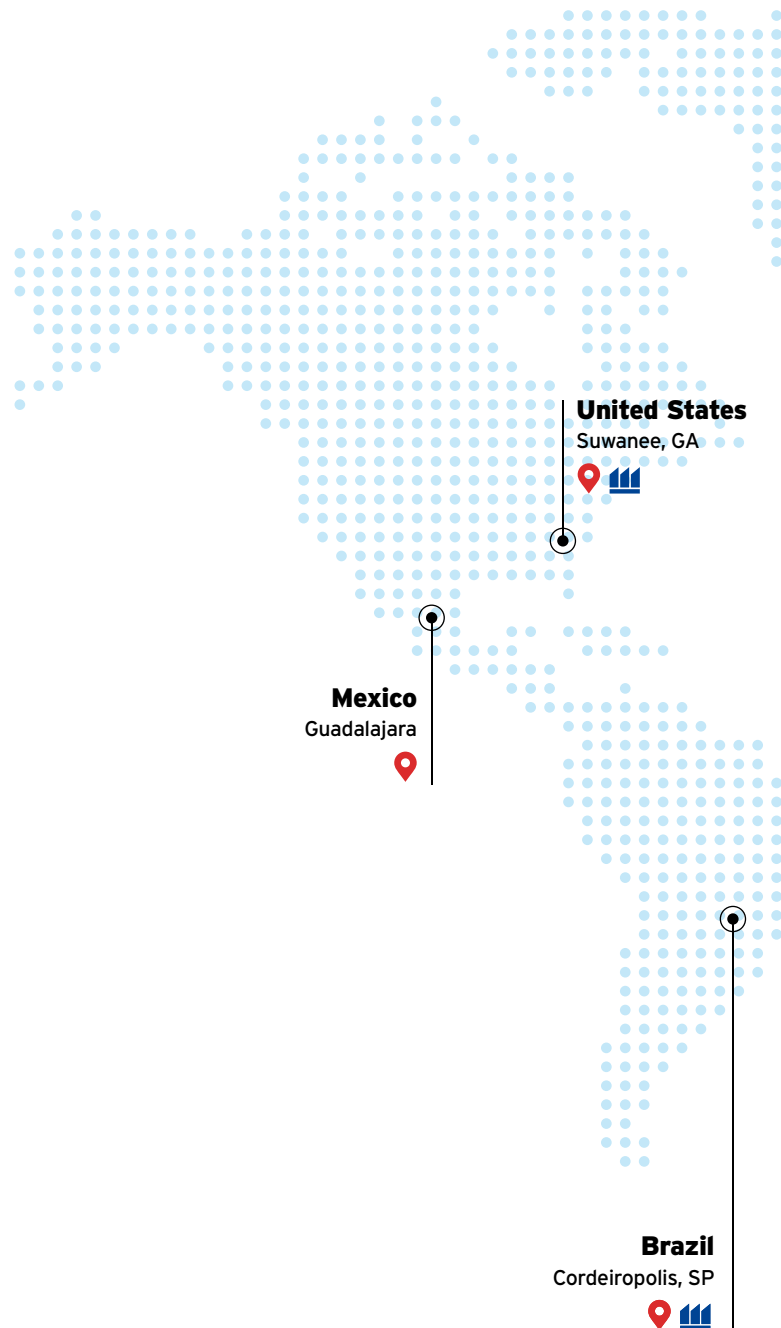 United States
Suwanee, GA
Mexico
Guadalajara
Brazil
Cordeiropolis, SP